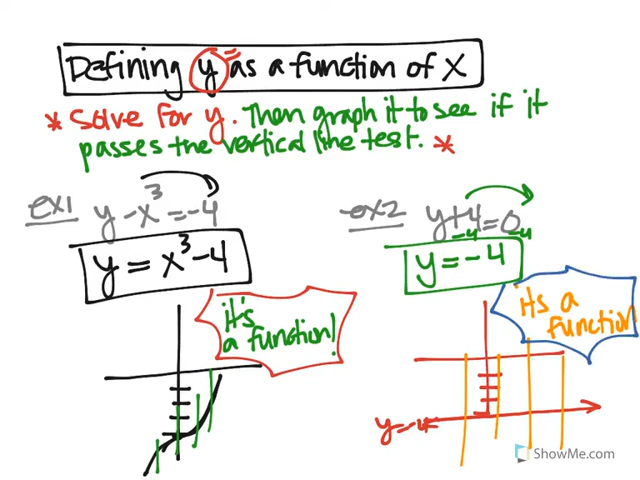 Defining y as a function of x
* Solve for y. Then graph it to see if it
passes the vertical line test. *
ex1 y - x³ = -4
y = x³ - 4
it's
a function!
ex2 y + 4 = 0
-4 -4
y = -4
its a
function
y = -4
ShowMe.com